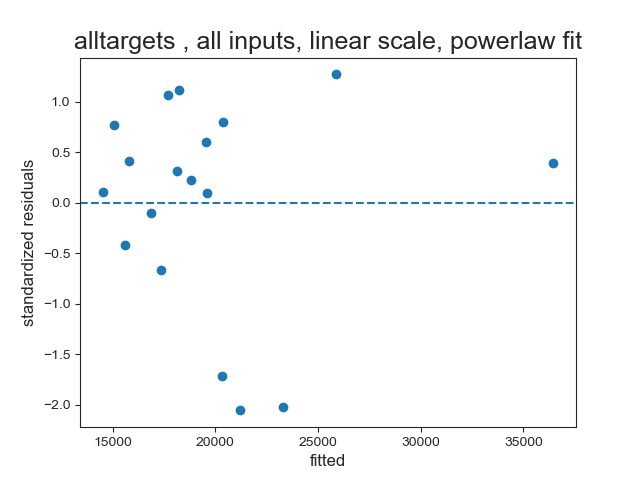 alltargets , all inputs, linear scale, powerlaw fit
standardized residuals
1.0
0.5
0.0
−0.5
−1.0
−1.5
−2.0
15000 20000 25000 30000 35000
fitted